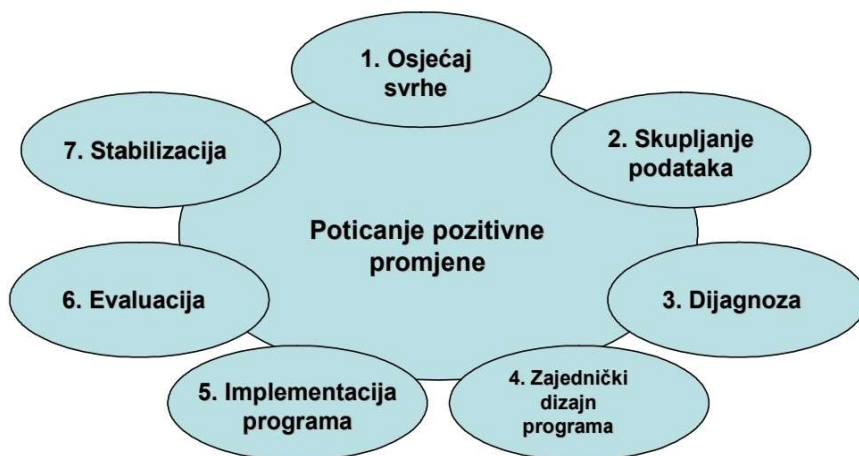 1. Osjećaj
svrhe
2. Skupljanje
podataka
3. Dijagnoza
4. Zajednički
dizajn
programa
5. Implementacija
programa
6. Evaluacija
7. Stabilizacija
Poticanje pozitivne
promjene